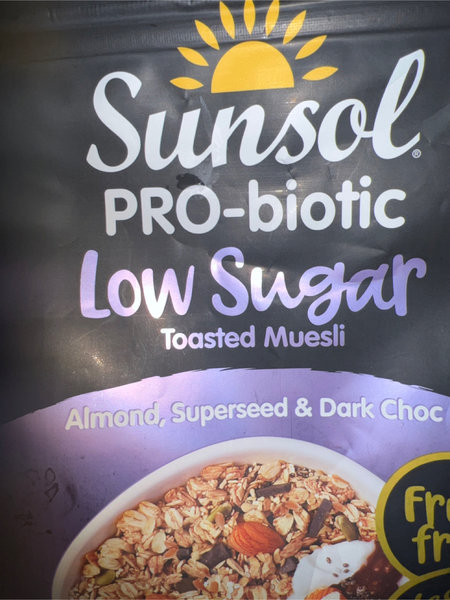 Sunsol®
PRO-biotic
Low Sugar
Toasted Muesli
Almond, Superseed & Dark Choc